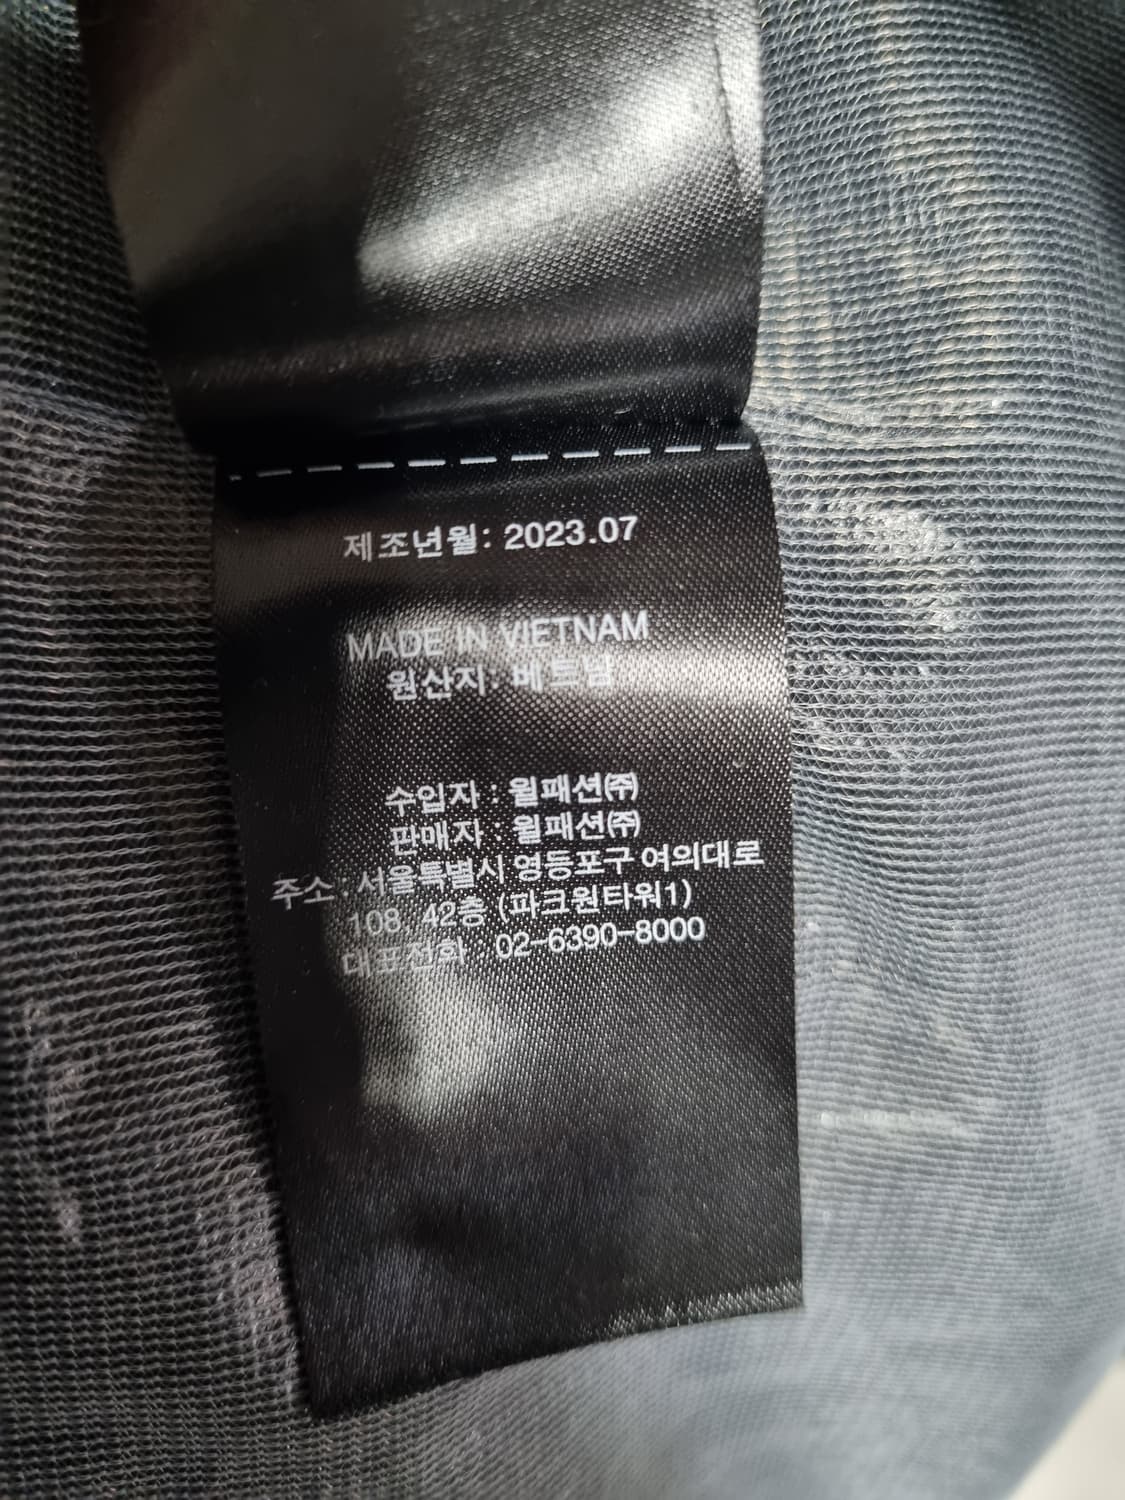 제조년월: 2023.07
MADE IN VIETNAM
원산지: 베트남
수입자 : 월패션㈜
판매자 : 월패션㈜
주소 : 서울특별시 영등포구 여의대로
108, 42층 (파크원타워1)
대표전화 : 02-6390-8000